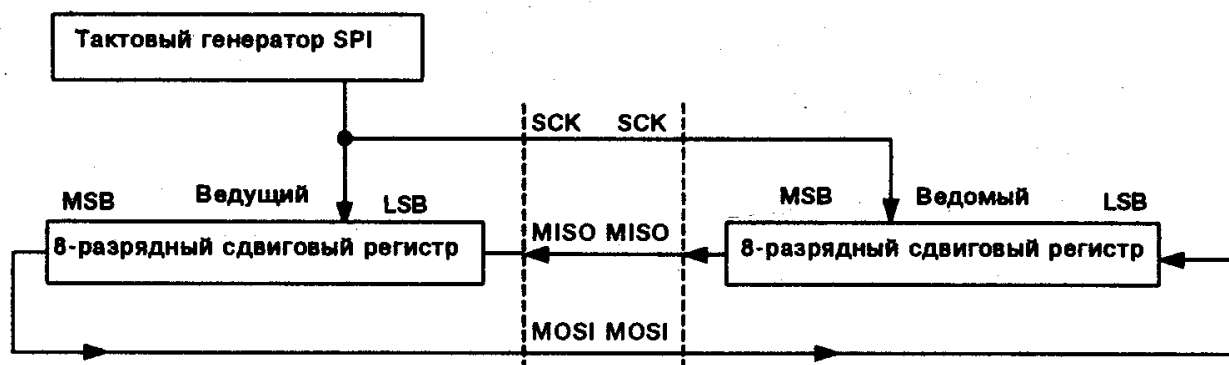 Тактовый генератор SPI
SCK SCK
MSB Ведущий LSB
MSB Ведомый LSB
8-разрядный сдвиговый регистр
MISO MISO
8-разрядный сдвиговый регистр
MOSI MOSI